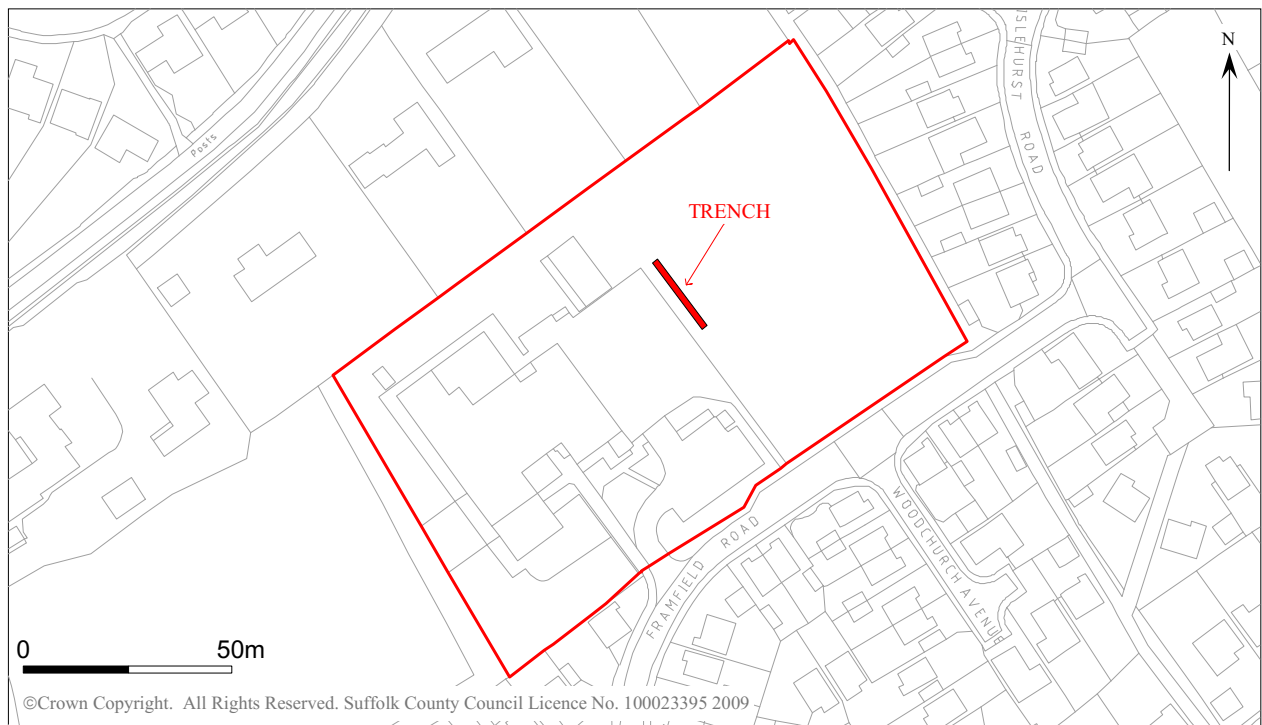 N
Posts
SLEHURST ROAD
TRENCH
FRAMFIELD ROAD
WOODCHURCH AVENUE
0 50m
©Crown Copyright. All Rights Reserved. Suffolk County Council Licence No. 100023395 2009